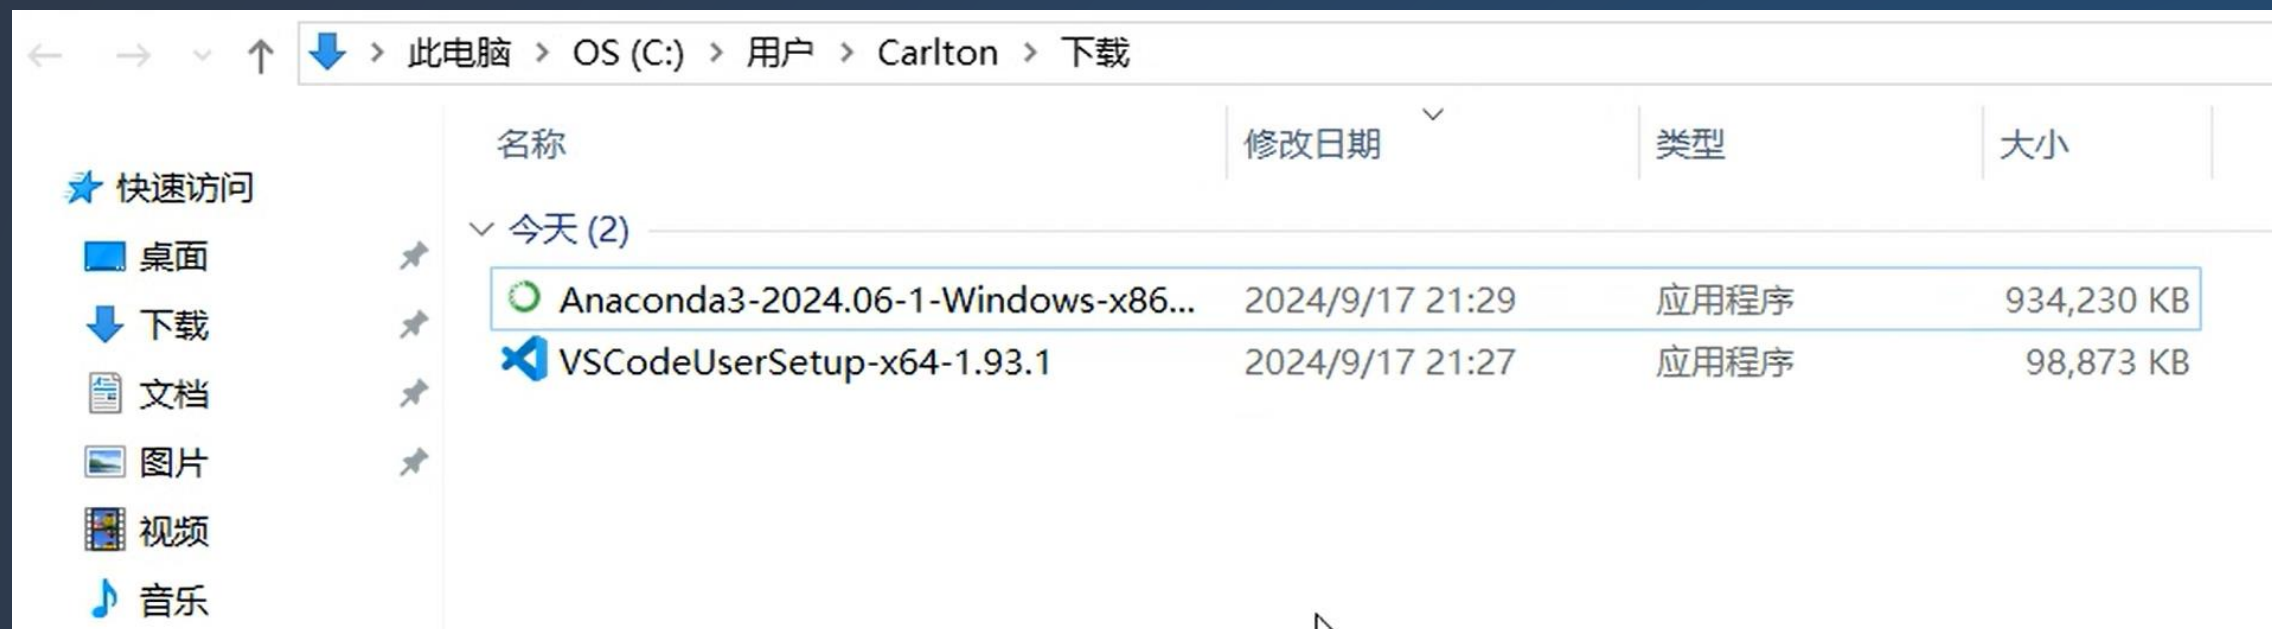 此电脑 > OS (C:) > 用户 > Carlton > 下载
名称 修改日期 类型 大小
快速访问
桌面
下载
文档
图片
视频
音乐
今天 (2)
Anaconda3-2024.06-1-Windows-x86... 2024/9/17 21:29 应用程序 934,230 KB
VSCodeUserSetup-x64-1.93.1 2024/9/17 21:27 应用程序 98,873 KB